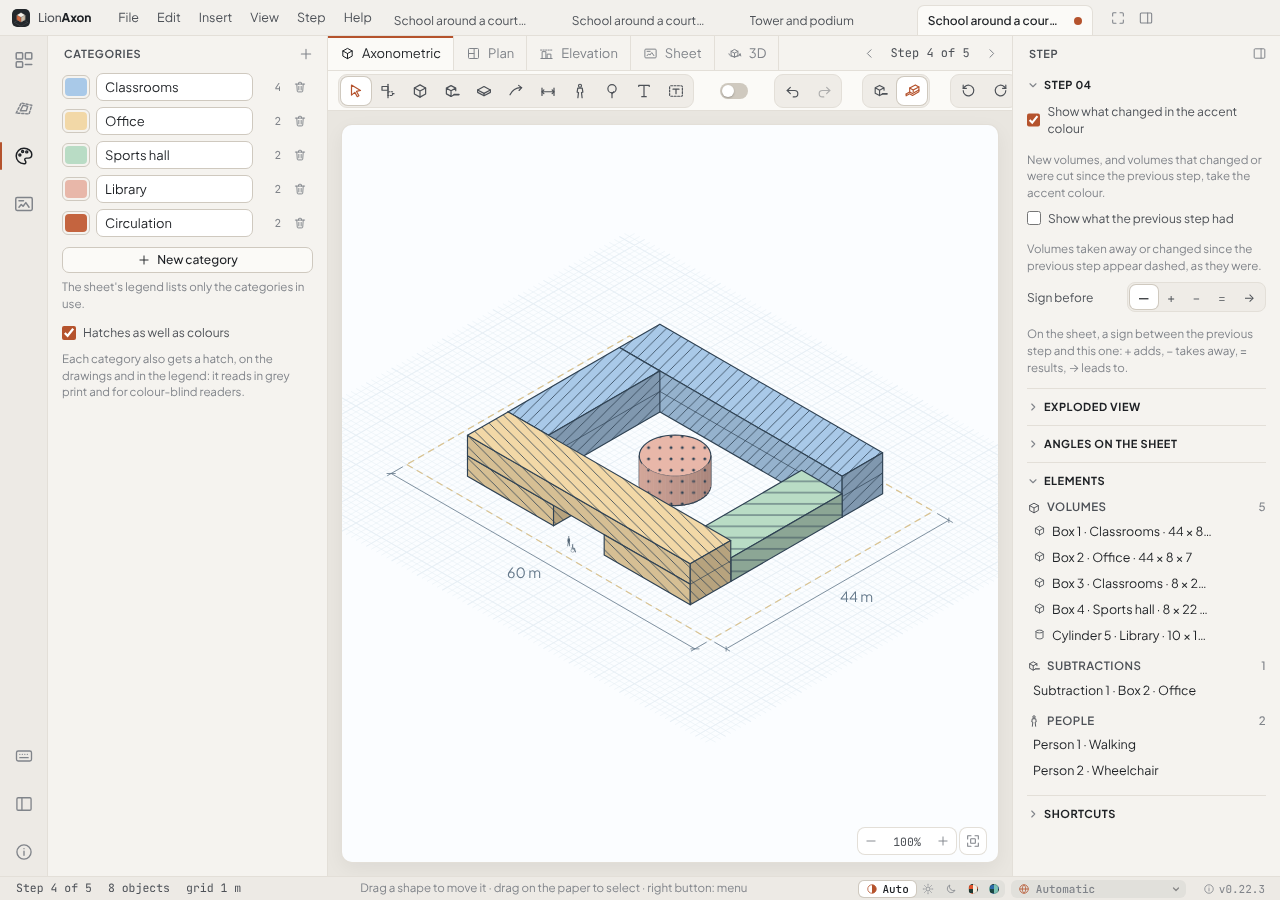 LionAxon
File Edit Insert View Step Help
School around a court...
School around a court...
Tower and podium
School around a cour...
CATEGORIES
Classrooms 4
Office 2
Sports hall 2
Library 2
Circulation 2
New category
The sheet's legend lists only the categories in
use.
Hatches as well as colours
Each category also gets a hatch, on the
drawings and in the legend: it reads in grey
print and for colour-blind readers.
Axonometric
Plan
Elevation
Sheet
3D
Step 4 of 5
60 m
44 m
100%
STEP
STEP 04
Show what changed in the accent
colour
New volumes, and volumes that changed or
were cut since the previous step, take the
accent colour.
Show what the previous step had
Volumes taken away or changed since the
previous step appear dashed, as they were.
Sign before — + − = →
On the sheet, a sign between the previous
step and this one: + adds, − takes away, =
results, → leads to.
EXPLODED VIEW
ANGLES ON THE SHEET
ELEMENTS
VOLUMES 5
Box 1 · Classrooms · 44 × 8...
Box 2 · Office · 44 × 8 × 7
Box 3 · Classrooms · 8 × 2...
Box 4 · Sports hall · 8 × 22 ...
Cylinder 5 · Library · 10 × 1...
SUBTRACTIONS 1
Subtraction 1 · Box 2 · Office
PEOPLE 2
Person 1 · Walking
Person 2 · Wheelchair
SHORTCUTS
Step 4 of 5 8 objects grid 1 m
Drag a shape to move it · drag on the paper to select · right button: menu
Auto
Automatic
v0.22.3